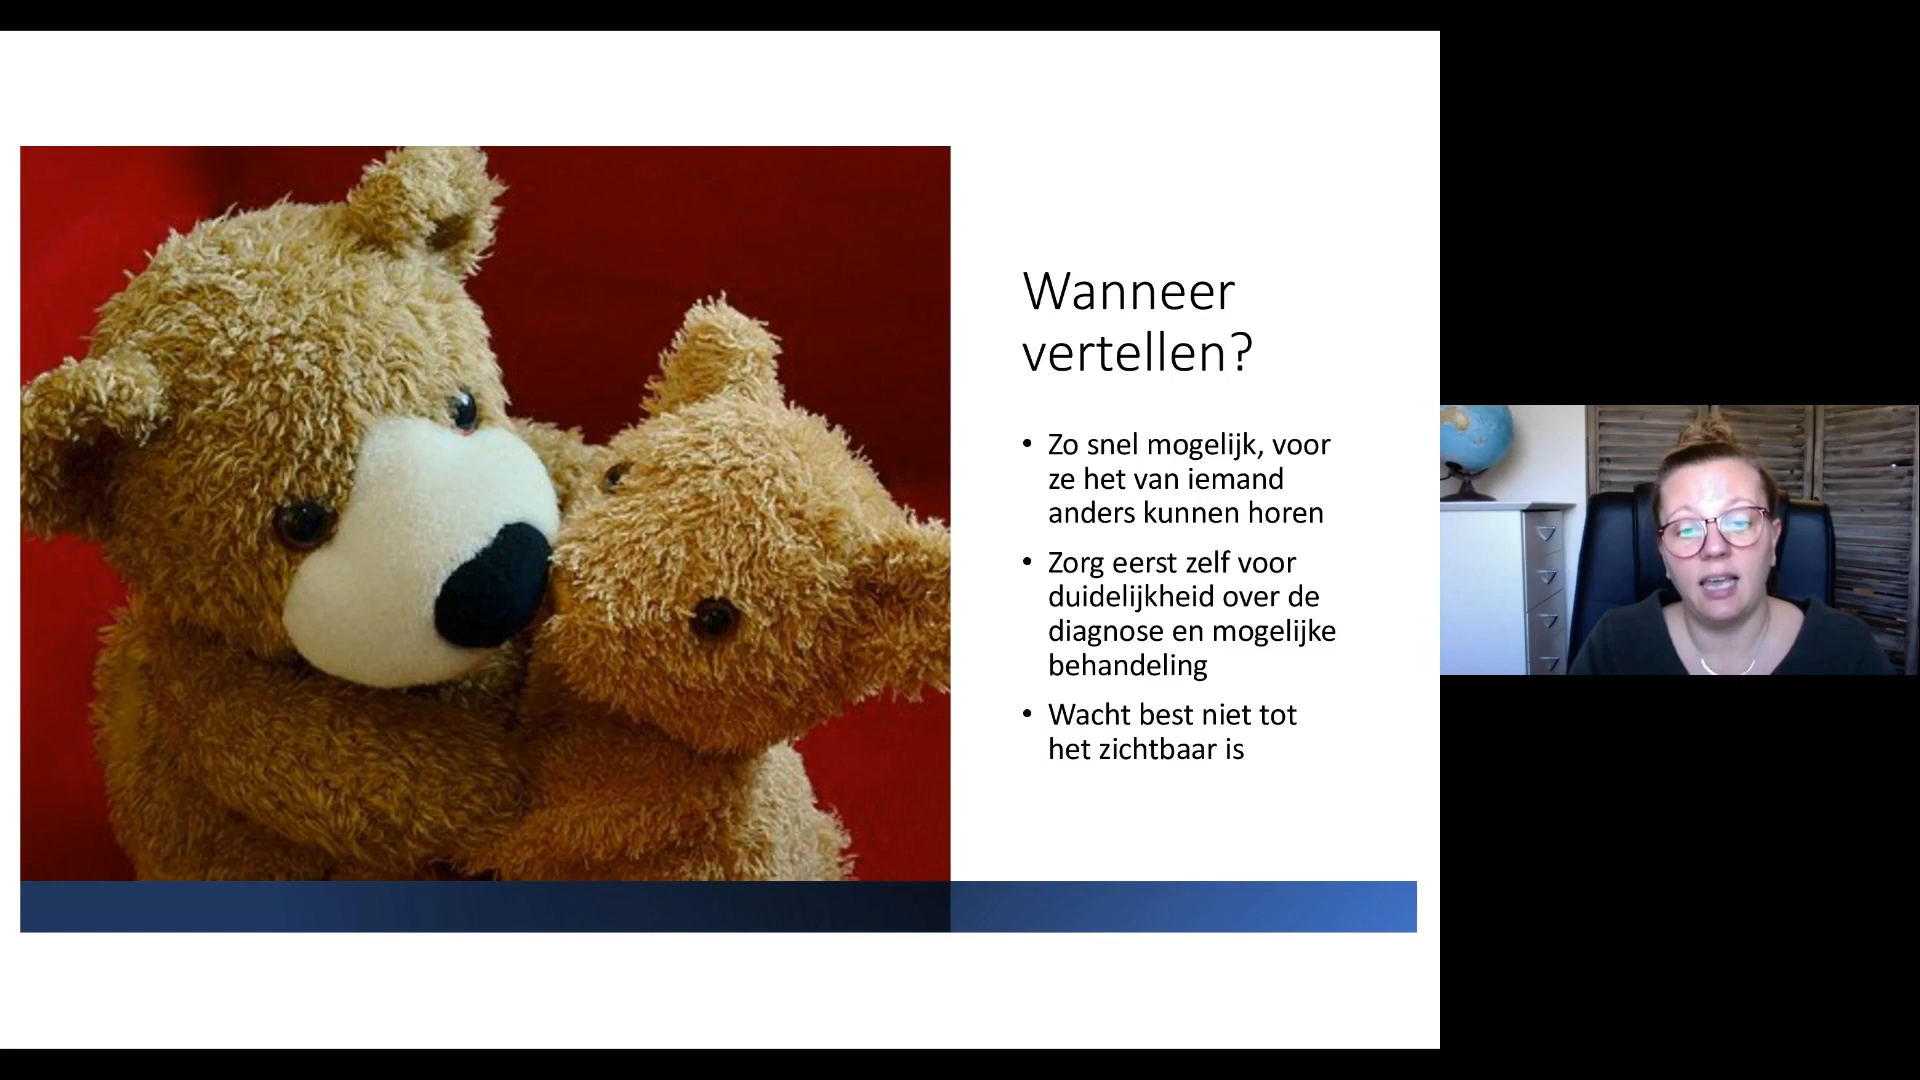 Wanneer
vertellen?
• Zo snel mogelijk, voor
ze het van iemand
anders kunnen horen
• Zorg eerst zelf voor
duidelijkheid over de
diagnose en mogelijke
behandeling
• Wacht best niet tot
het zichtbaar is